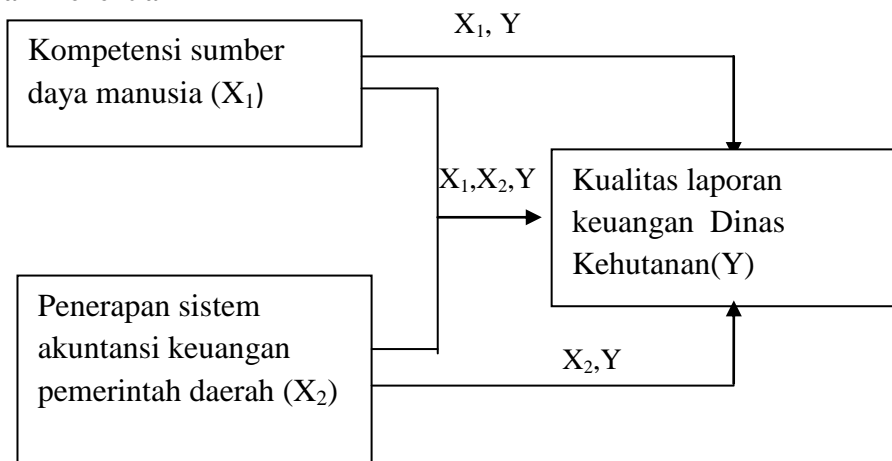 X₁, Y
Kompetensi sumber
daya manusia (X₁)
X₁,X₂,Y
Kualitas laporan
keuangan Dinas
Kehutanan(Y)
Penerapan sistem
akuntansi keuangan
pemerintah daerah (X₂)
X₂,Y